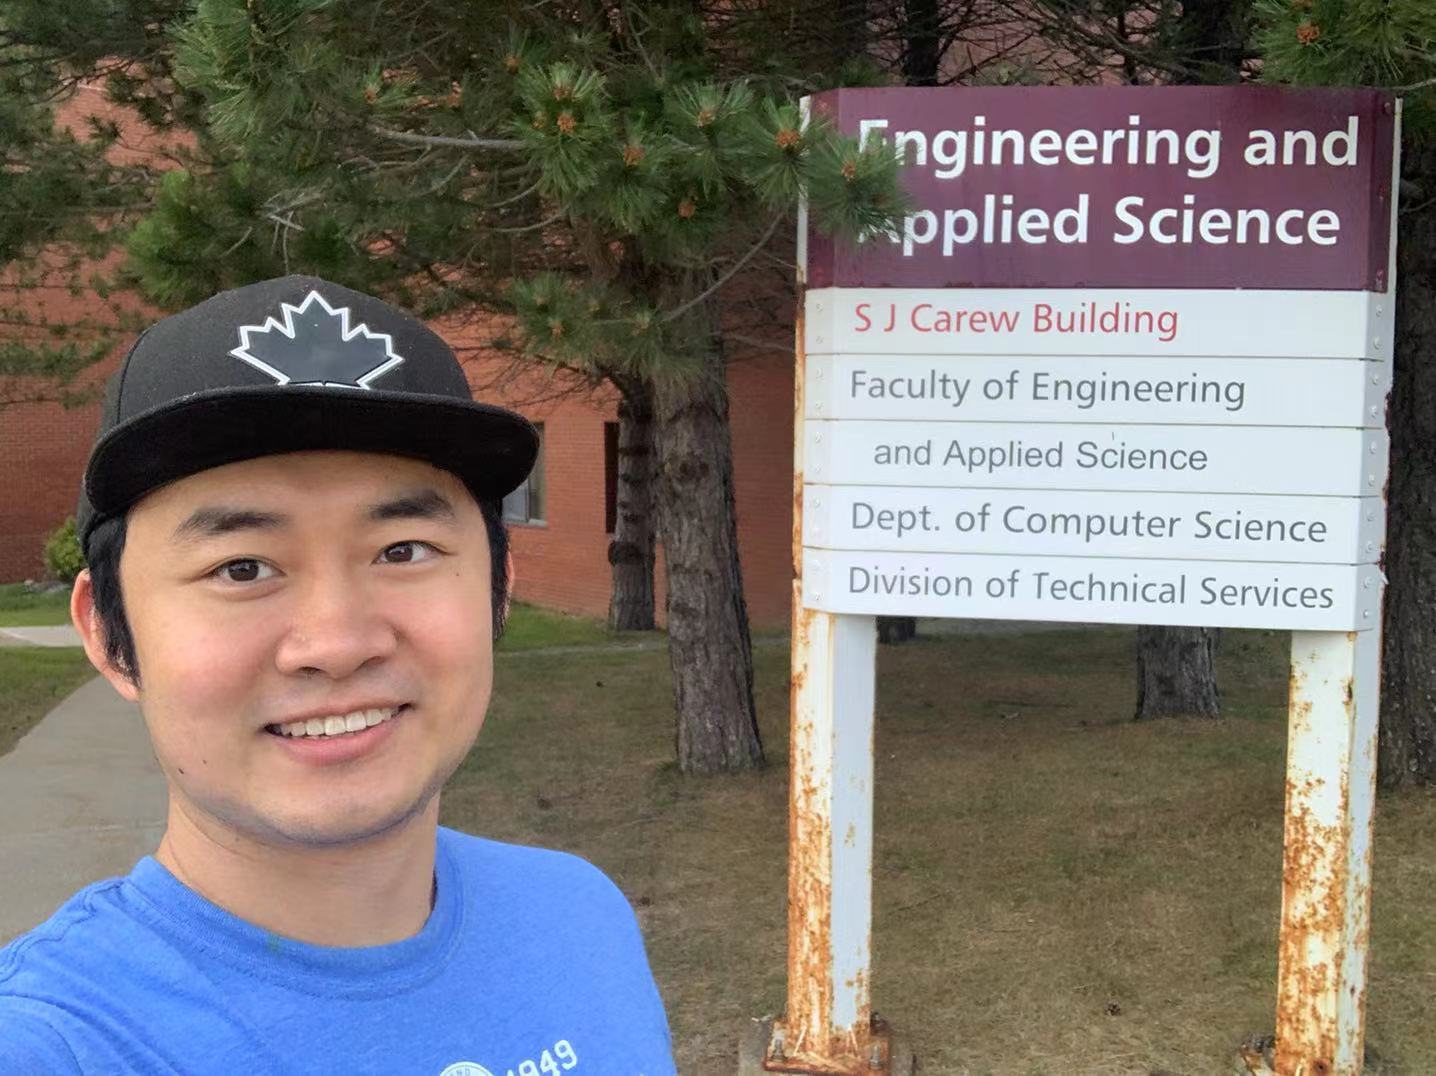 Engineering and
Applied Science
S J Carew Building
Faculty of Engineering
and Applied Science
Dept. of Computer Science
Division of Technical Services
1949